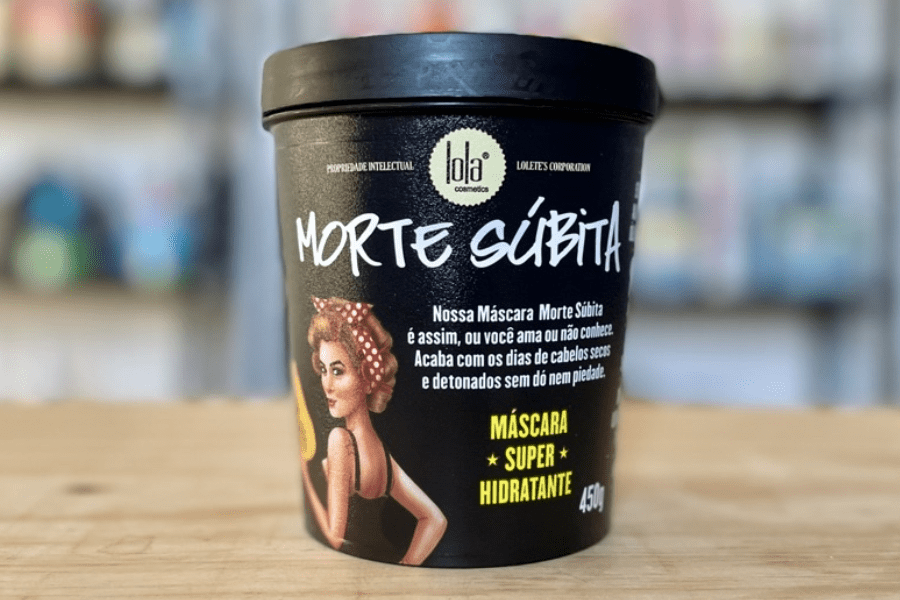 PROPRIEDADE INTELECTUAL
lola®
cosmetics
LOLETE'S CORPORATION
MORTE SÚBITA
Nossa Máscara Morte Súbita
é assim, ou você ama ou não conhece.
Acaba com os dias de cabelos secos
e detonados sem dó nem piedade.
MÁSCARA
★ SUPER ★
HIDRATANTE
450g